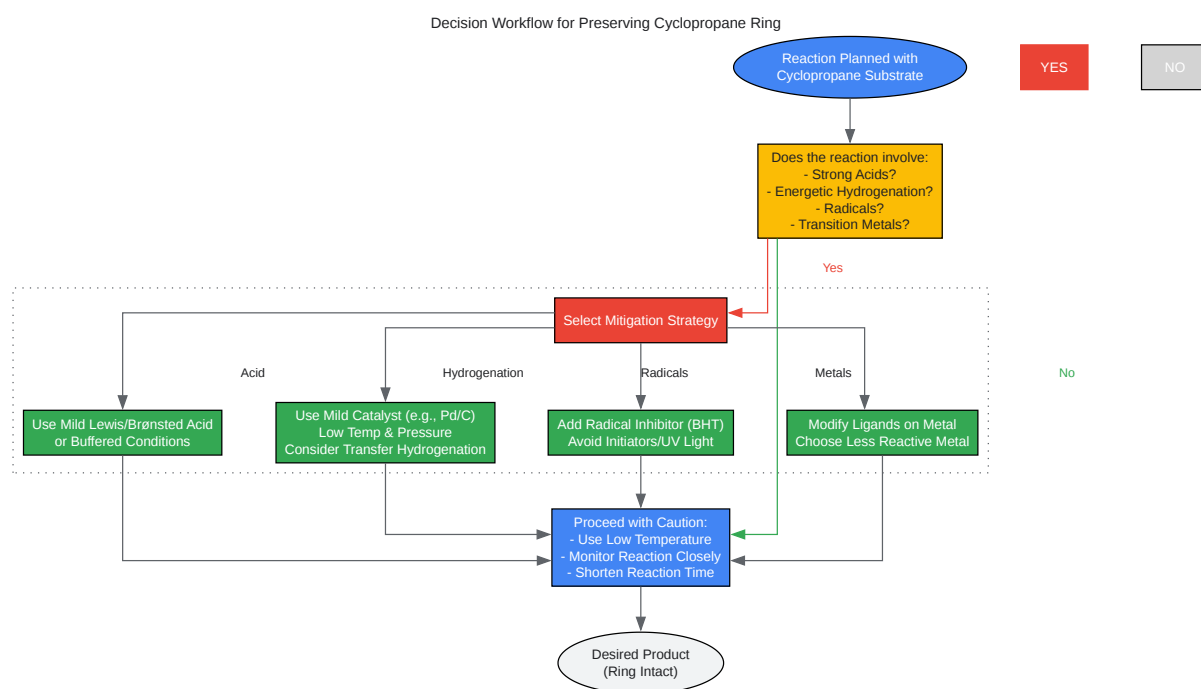 Decision Workflow for Preserving Cyclopropane Ring
Reaction Planned with
Cyclopropane Substrate
YES
NO
Does the reaction involve:
- Strong Acids?
- Energetic Hydrogenation?
- Radicals?
- Transition Metals?
Yes
Select Mitigation Strategy
Acid
Hydrogenation
Radicals
Metals
No
Use Mild Lewis/Brønsted Acid
or Buffered Conditions
Use Mild Catalyst (e.g., Pd/C)
Low Temp & Pressure
Consider Transfer Hydrogenation
Add Radical Inhibitor (BHT)
Avoid Initiators/UV Light
Modify Ligands on Metal
Choose Less Reactive Metal
Proceed with Caution:
- Use Low Temperature
- Monitor Reaction Closely
- Shorten Reaction Time
Desired Product
(Ring Intact)